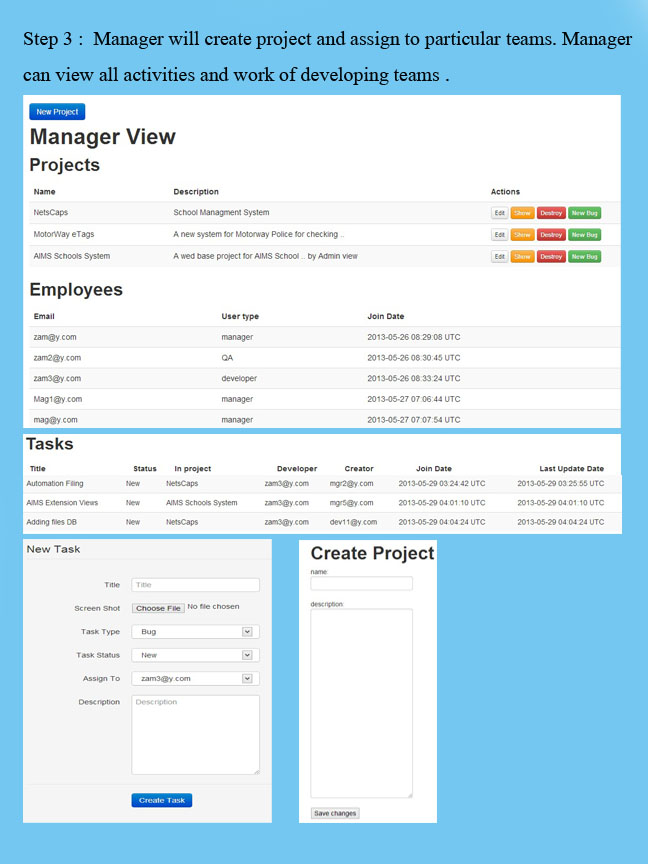 Step 3 :  Manager will create project and assign to particular teams. Manager
can view all activities and work of developing teams .
New Project
Manager View
Projects
Name Description Actions
NetsCaps School Managment System Edit Show Destroy New Bug
MotorWay eTags A new system for Motorway Police for checking .. Edit Show Destroy New Bug
AIMS Schools System A wed base project for AIMS School .. by Admin view Edit Show Destroy New Bug
Employees
Email User type Join Date
zam@y.com manager 2013-05-26 08:29:08 UTC
zam2@y.com QA 2013-05-26 08:30:45 UTC
zam3@y.com developer 2013-05-26 08:33:24 UTC
Mag1@y.com manager 2013-05-27 07:06:44 UTC
mag@y.com manager 2013-05-27 07:07:54 UTC
Tasks
Title Status In project Developer Creator Join Date Last Update Date
Automation Filing New NetsCaps zam3@y.com mgr2@y.com 2013-05-29 03:24:42 UTC 2013-05-29 03:25:55 UTC
AIMS Extension Views New AIMS Schools System zam3@y.com mgr5@y.com 2013-05-29 04:01:10 UTC 2013-05-29 04:01:10 UTC
Adding files DB New NetsCaps zam3@y.com dev11@y.com 2013-05-29 04:04:24 UTC 2013-05-29 04:04:24 UTC
New Task
Title Title
Screen Shot Choose File No file chosen
Task Type Bug
Task Status New
Assign To zam3@y.com
Description Description
Create Task
Create Project
name:
description:
Save changes